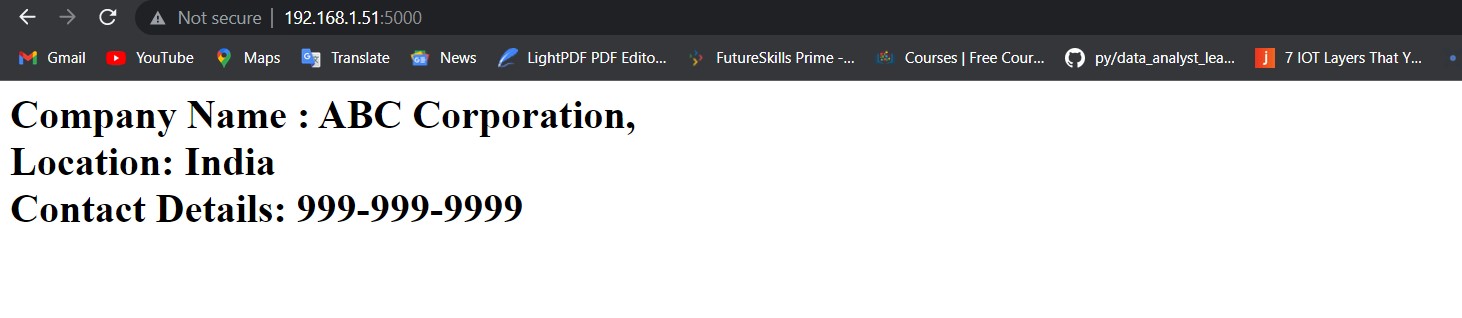 Not secure | 192.168.1.51:5000
Gmail YouTube Maps Translate News LightPDF PDF Edito... FutureSkills Prime -... Courses | Free Cour... py/data_analyst_lea... 7 IOT Layers That Y...
Company Name : ABC Corporation,
Location: India
Contact Details: 999-999-9999